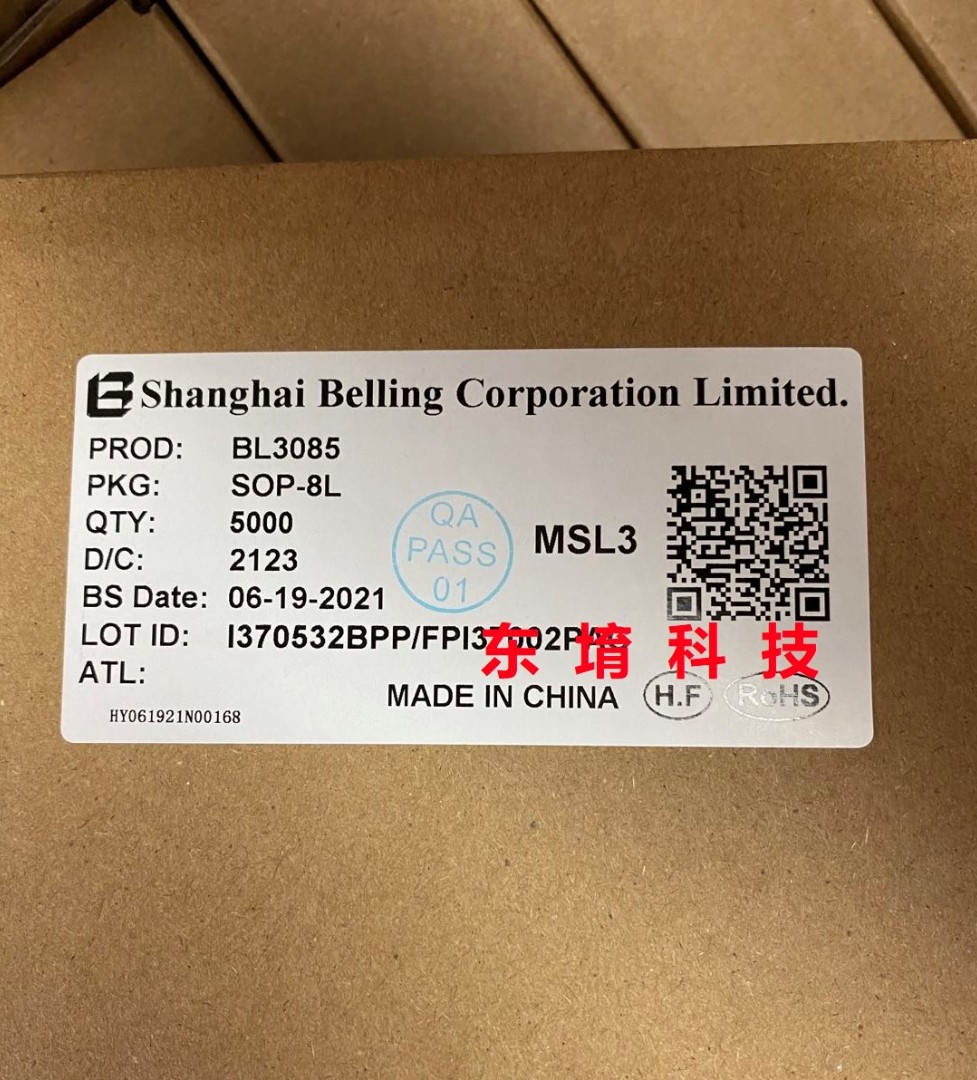 Shanghai Belling Corporation Limited.
PROD: BL3085
PKG: SOP-8L
QTY: 5000
D/C: 2123
BS Date: 06-19-2021
LOT ID:
ATL:
QA
PASS
01
MSL3
东堉科技
MADE IN CHINA
H.F
RoHS
HY061921N00168